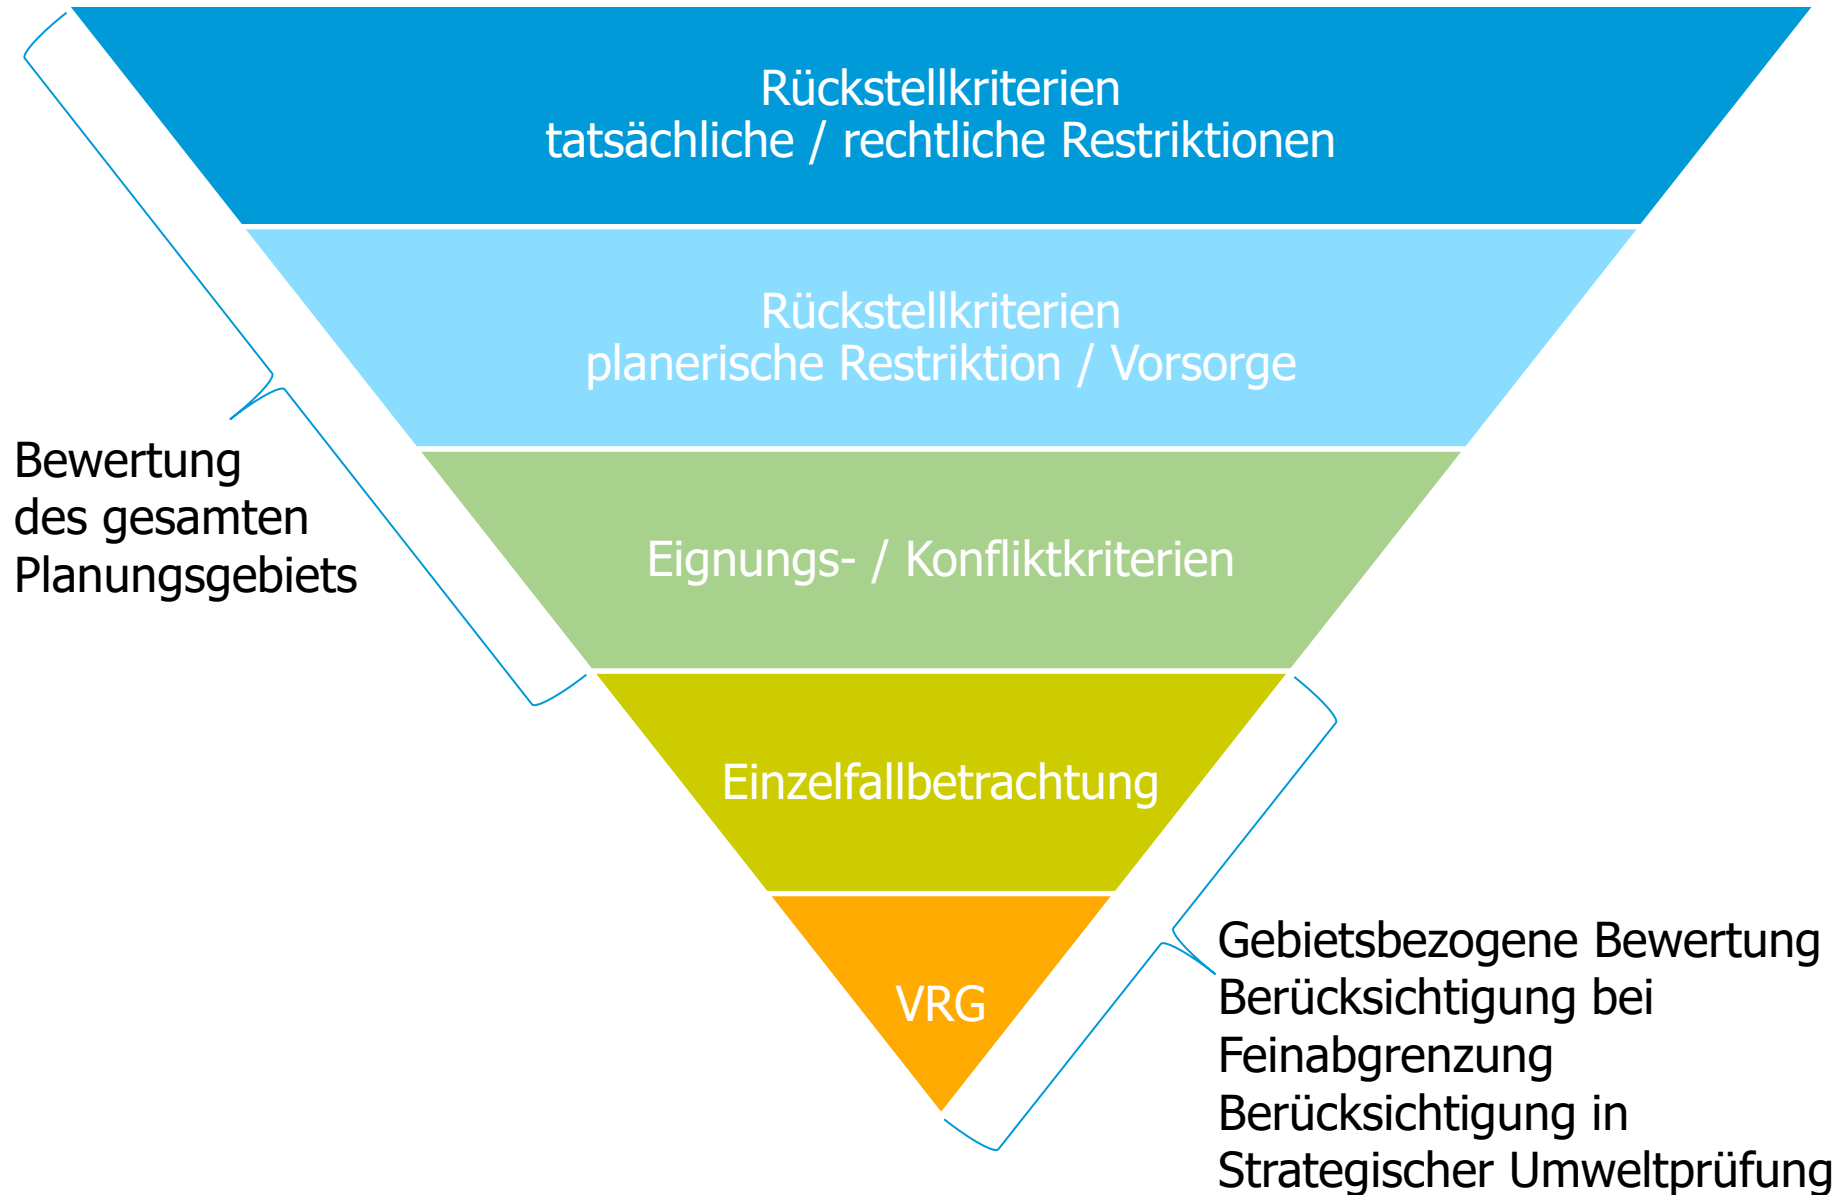 Rückstellkriterien
tatsächliche / rechtliche Restriktionen
Rückstellkriterien
planerische Restriktion / Vorsorge
Bewertung
des gesamten
Planungsgebiets
Eignungs- / Konfliktkriterien
Einzelfallbetrachtung
VRG
Gebietsbezogene Bewertung
Berücksichtigung bei
Feinabgrenzung
Berücksichtigung in
Strategischer Umweltprüfung